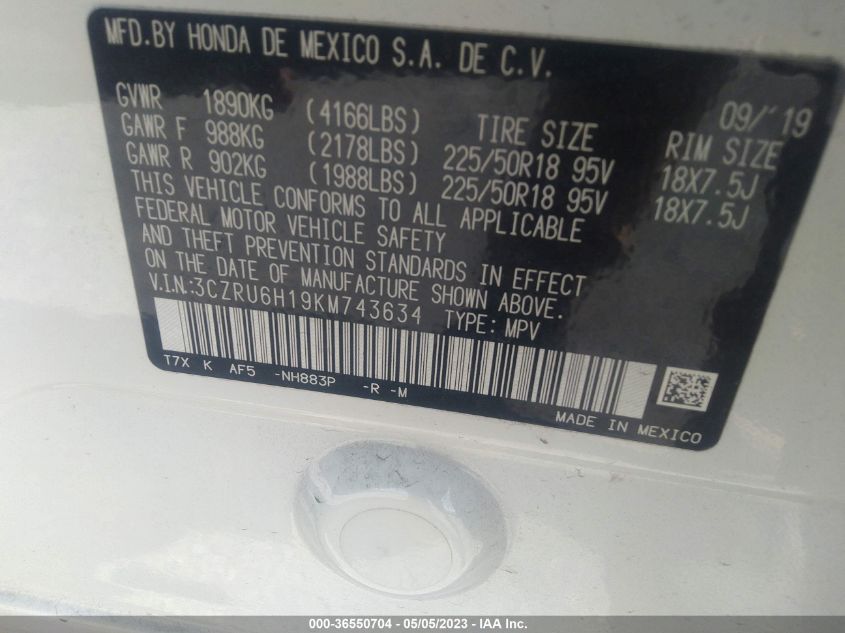 MFD.BY HONDA DE MEXICO S.A. DE C.V.
09/'19
GVWR 1890KG (4166LBS) TIRE SIZE RIM SIZE
GAWR F 988KG (2178LBS) 225/50R18 95V 18X7.5J
GAWR R 902KG (1988LBS) 225/50R18 95V 18X7.5J
THIS VEHICLE CONFORMS TO ALL APPLICABLE
FEDERAL MOTOR VEHICLE SAFETY
AND THEFT PREVENTION STANDARDS IN EFFECT
ON THE DATE OF MANUFACTURE SHOWN ABOVE.
V.I.N.:3CZRU6H19KM743634 TYPE: MPV
T7X K AF5 -NH883P -R -M
MADE IN MEXICO
000-36550704 - 05/05/2023 - IAA Inc.